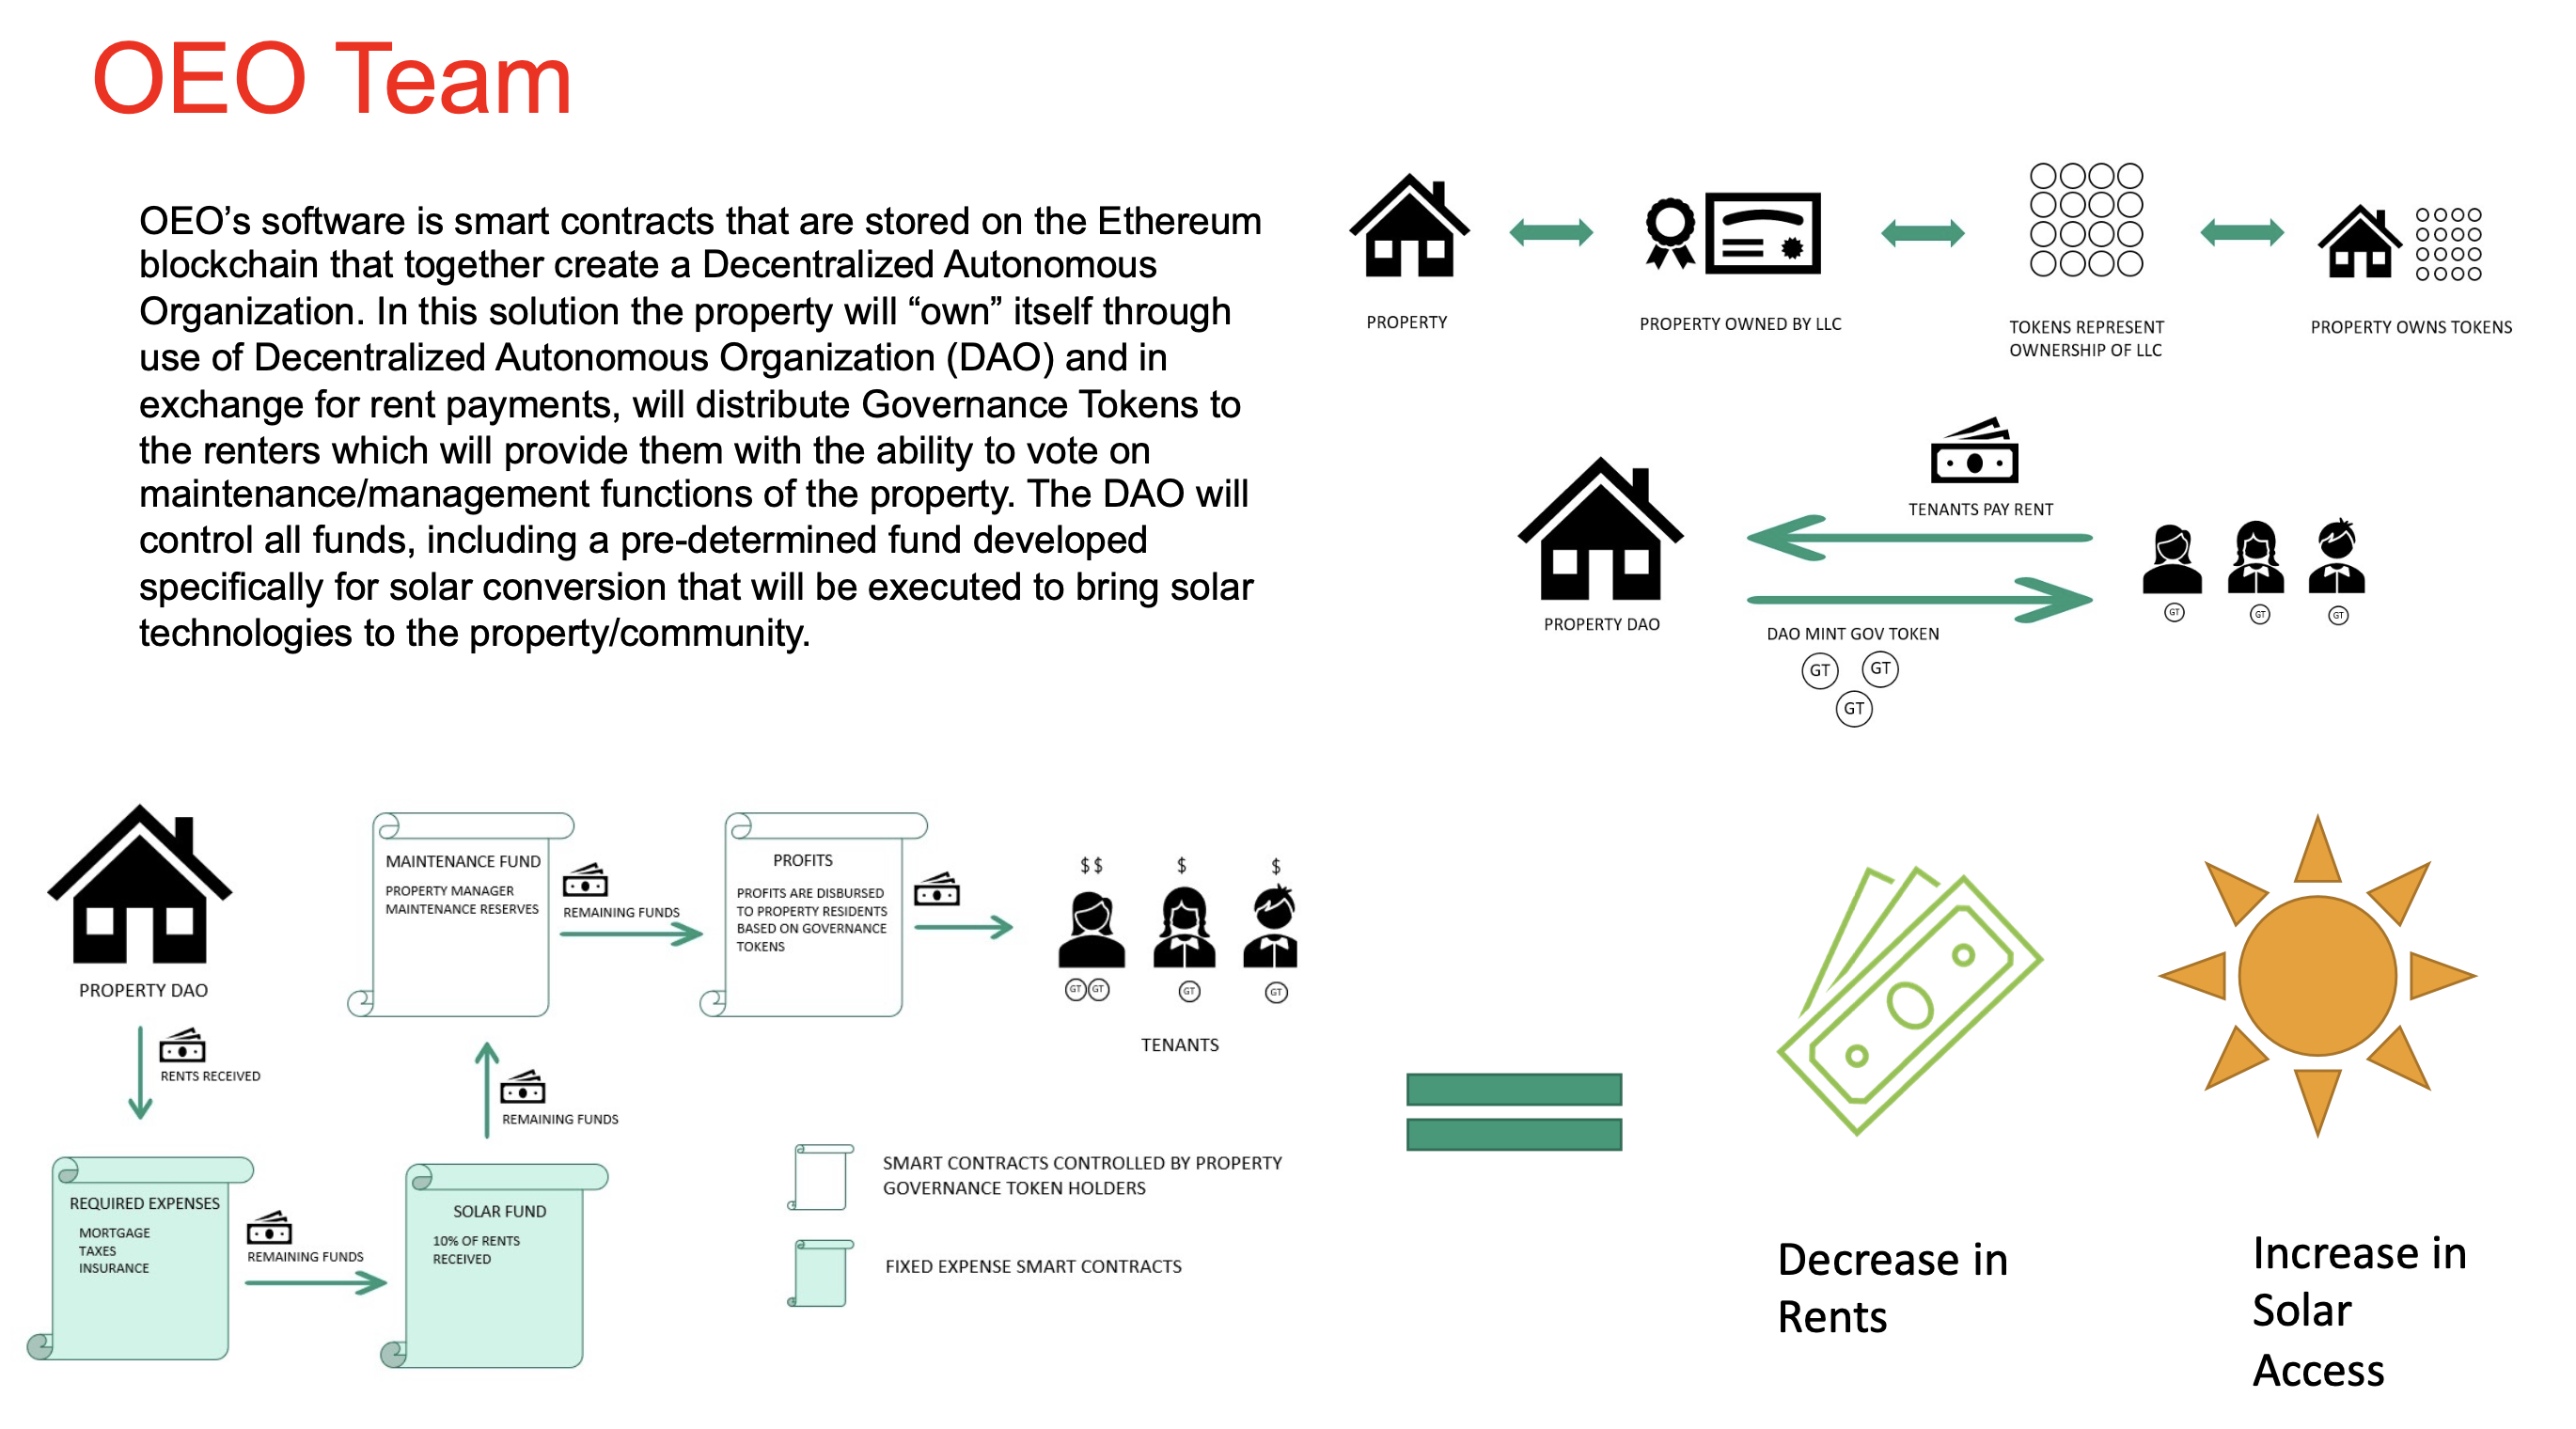 OEO Team
OEO’s software is smart contracts that are stored on the Ethereum
blockchain that together create a Decentralized Autonomous
Organization. In this solution the property will “own” itself through
use of Decentralized Autonomous Organization (DAO) and in
exchange for rent payments, will distribute Governance Tokens to
the renters which will provide them with the ability to vote on
maintenance/management functions of the property. The DAO will
control all funds, including a pre-determined fund developed
specifically for solar conversion that will be executed to bring solar
technologies to the property/community.
PROPERTY
PROPERTY OWNED BY LLC
TOKENS REPRESENT
OWNERSHIP OF LLC
PROPERTY OWNS TOKENS
TENANTS PAY RENT
PROPERTY DAO
DAO MINT GOV TOKEN
GT GT
GT
GT GT GT
PROPERTY DAO
RENTS RECEIVED
REQUIRED EXPENSES
MORTGAGE
TAXES
INSURANCE
REMAINING FUNDS
SOLAR FUND
10% OF RENTS
RECEIVED
REMAINING FUNDS
MAINTENANCE FUND
PROPERTY MANAGER
MAINTENANCE RESERVES
REMAINING FUNDS
PROFITS
PROFITS ARE DISBURSED
TO PROPERTY RESIDENTS
BASED ON GOVERNANCE
TOKENS
$$ $ $
GT GT GT GT
TENANTS
SMART CONTRACTS CONTROLLED BY PROPERTY
GOVERNANCE TOKEN HOLDERS
FIXED EXPENSE SMART CONTRACTS
Decrease in
Rents
Increase in
Solar
Access